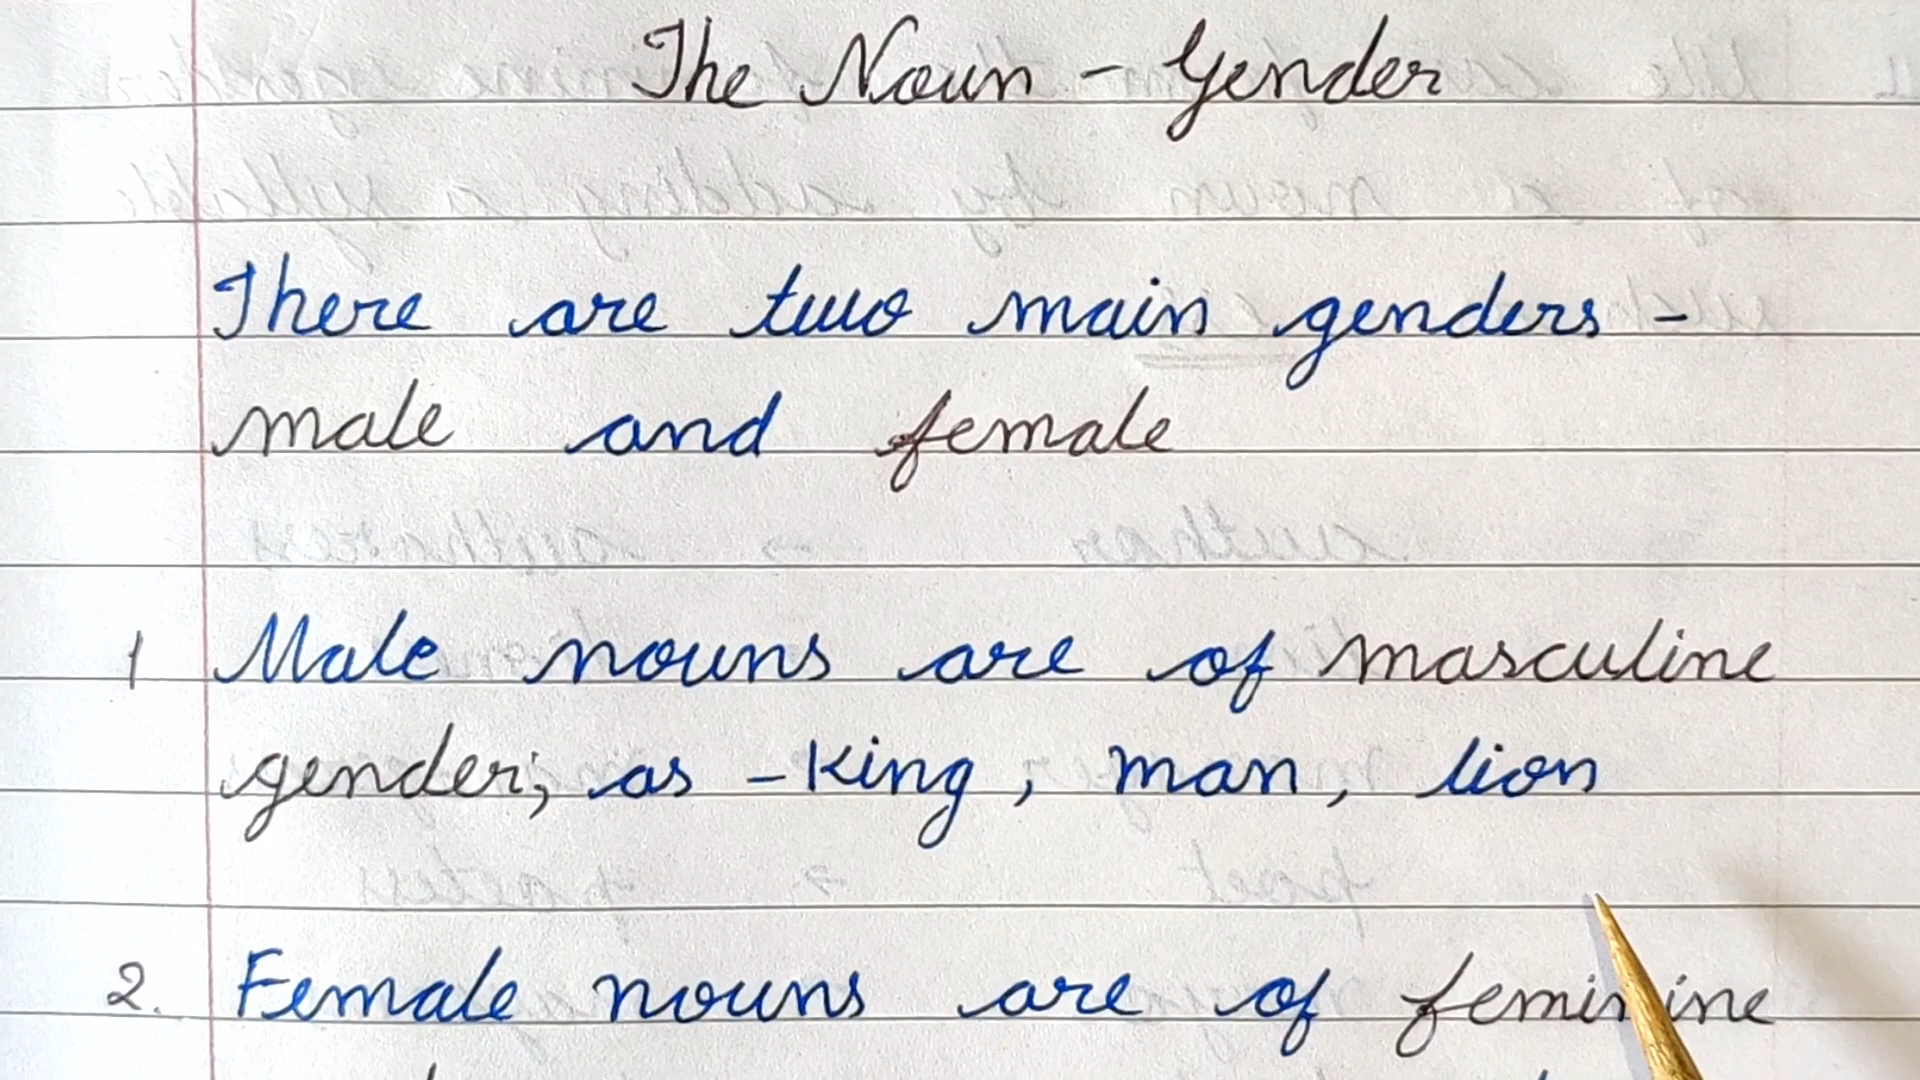 The Noun - Gender
There are two main genders -
male and female
1 Male nouns are of masculine
gender; as - King, man, lion
2. Female nouns are of feminine